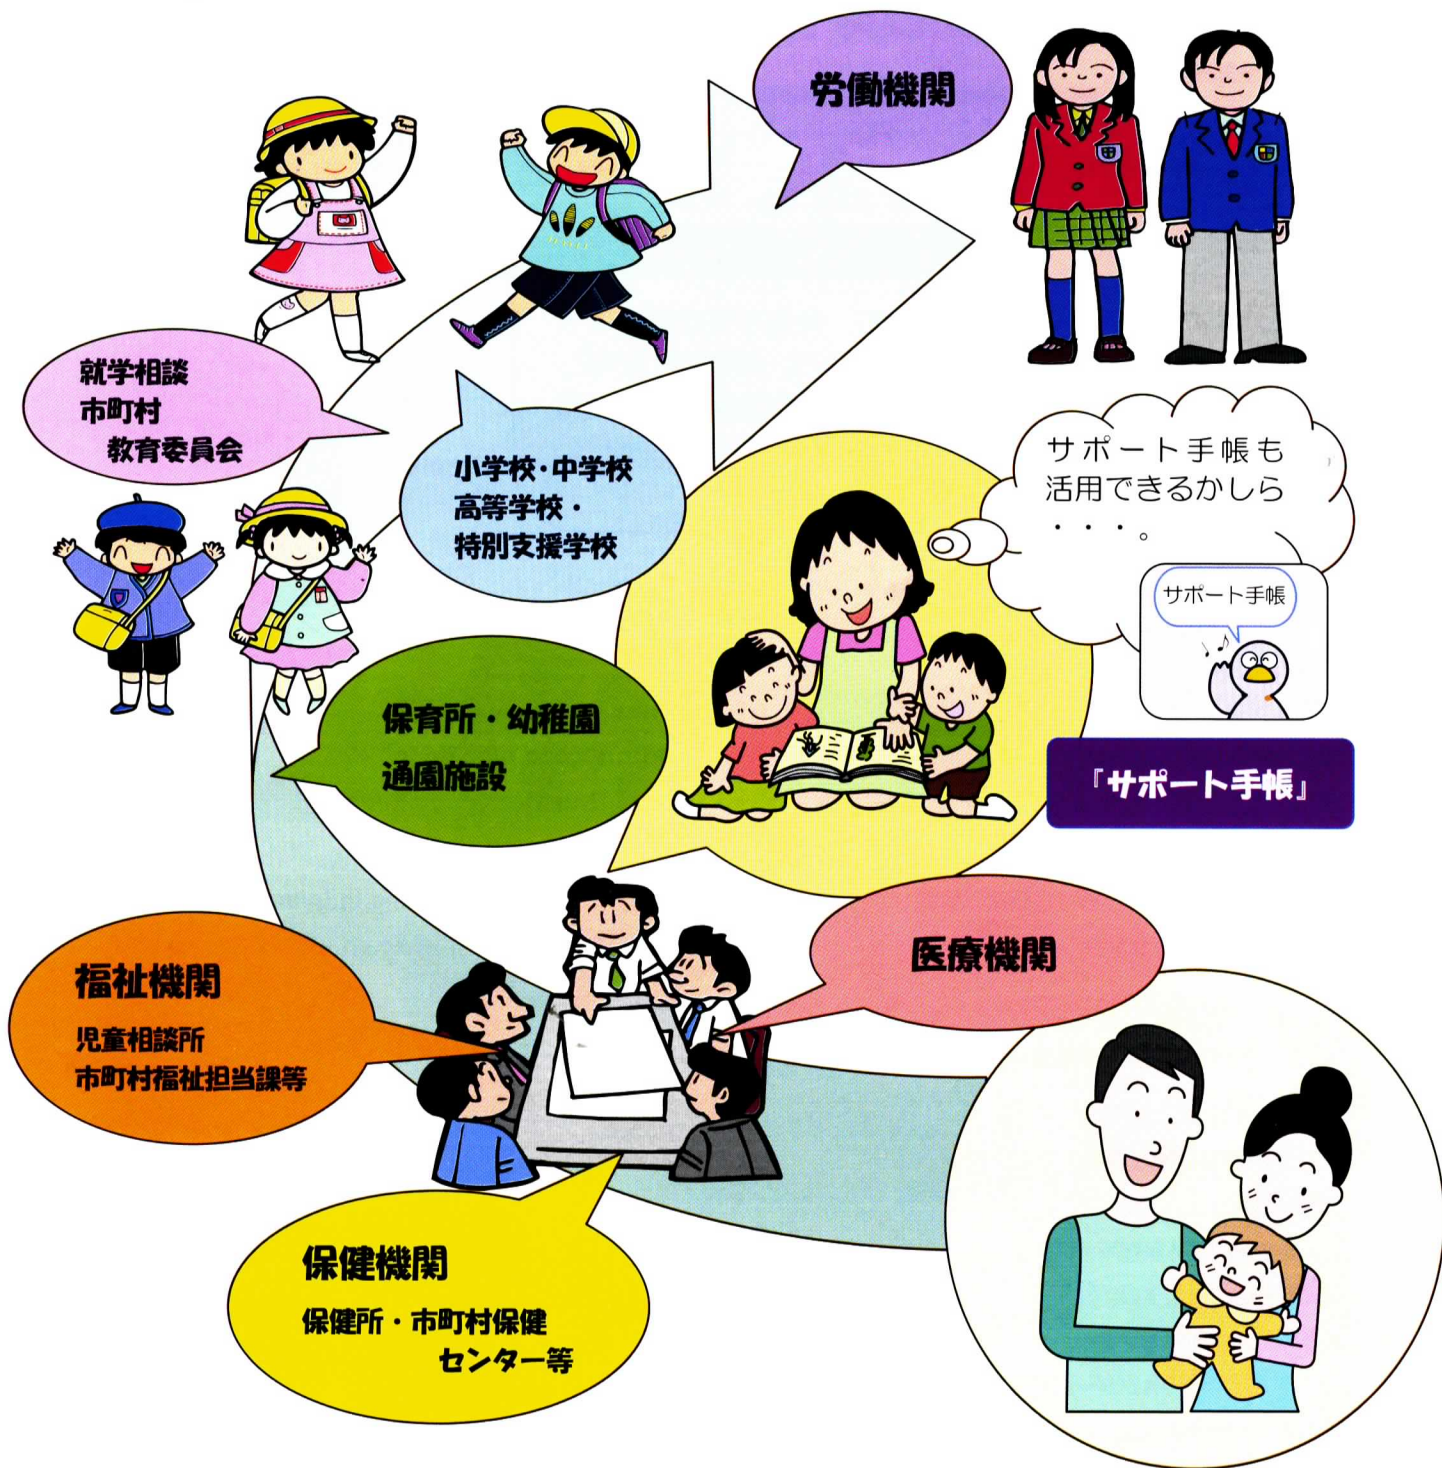 労働機関
就学相談
市町村
教育委員会
小学校・中学校
高等学校・
特別支援学校
サポート手帳も
活用できるかしら
・・・。
サポート手帳
『サポート手帳』
保育所・幼稚園
通園施設
医療機関
福祉機関
児童相談所
市町村福祉担当課等
保健機関
保健所・市町村保健
センター等